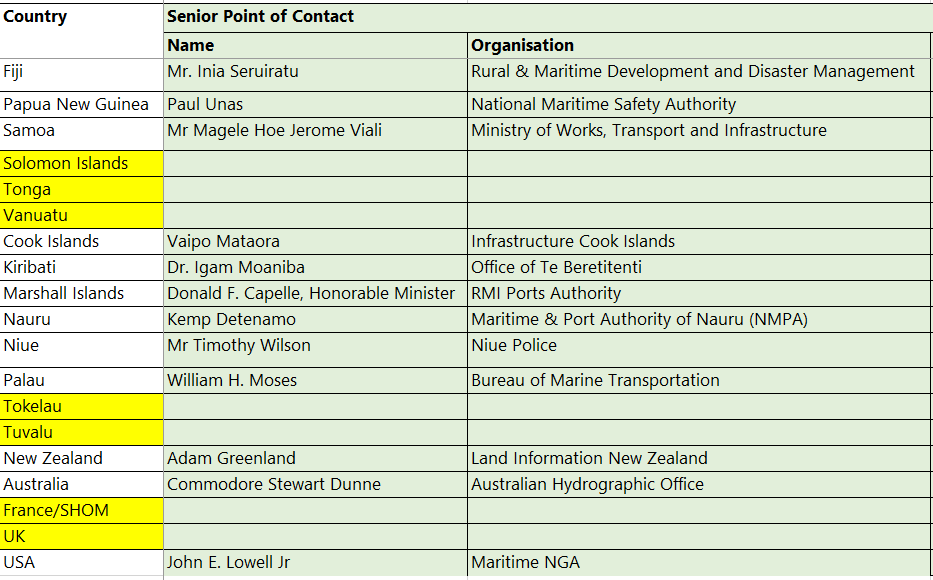 Country Senior Point of Contact
Name Organisation
Fiji Mr. Inia Seruiratu Rural & Maritime Development and Disaster Management
Papua New Guinea Paul Unas National Maritime Safety Authority
Samoa Mr Magele Hoe Jerome Viali Ministry of Works, Transport and Infrastructure
Solomon Islands
Tonga
Vanuatu
Cook Islands Vaipo Mataora Infrastructure Cook Islands
Kiribati Dr. Igam Moaniba Office of Te Beretitenti
Marshall Islands Donald F. Capelle, Honorable Minister RMI Ports Authority
Nauru Kemp Detenamo Maritime & Port Authority of Nauru (NMPA)
Niue Mr Timothy Wilson Niue Police
Palau William H. Moses Bureau of Marine Transportation
Tokelau
Tuvalu
New Zealand Adam Greenland Land Information New Zealand
Australia Commodore Stewart Dunne Australian Hydrographic Office
France/SHOM
UK
USA John E. Lowell Jr Maritime NGA